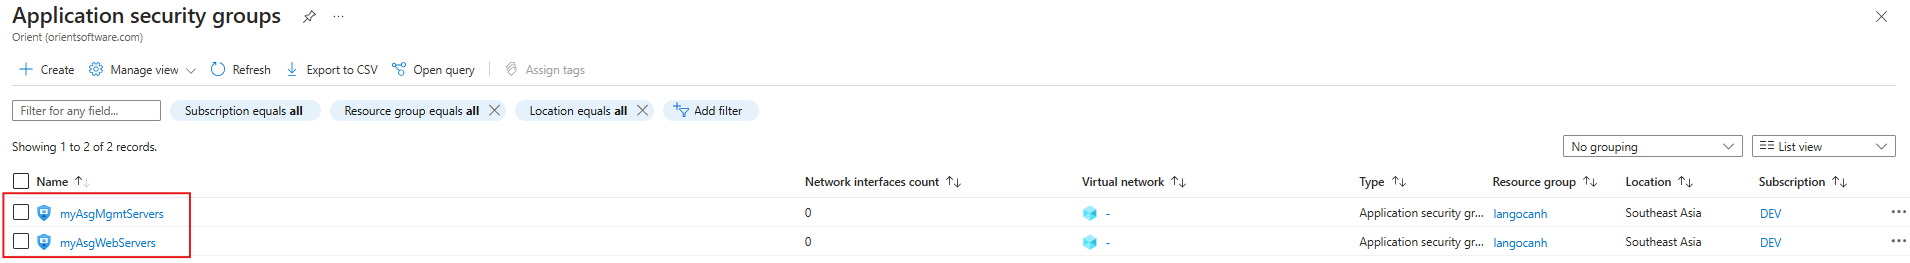 Application security groups
Orient (orientsoftware.com)
Create Manage view Refresh Export to CSV Open query Assign tags
Filter for any field... Subscription equals all Resource group equals all Location equals all Add filter
Showing 1 to 2 of 2 records. No grouping List view
Name Network interfaces count Virtual network Type Resource group Location Subscription
myAsgMgmtServers 0 - Application security gr... langocanh Southeast Asia DEV
myAsgWebServers 0 - Application security gr... langocanh Southeast Asia DEV